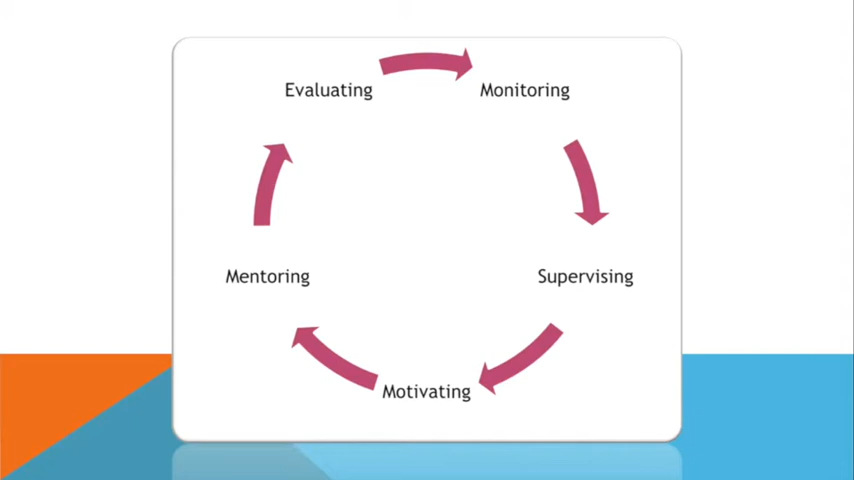 Evaluating
Monitoring
Mentoring
Supervising
Motivating